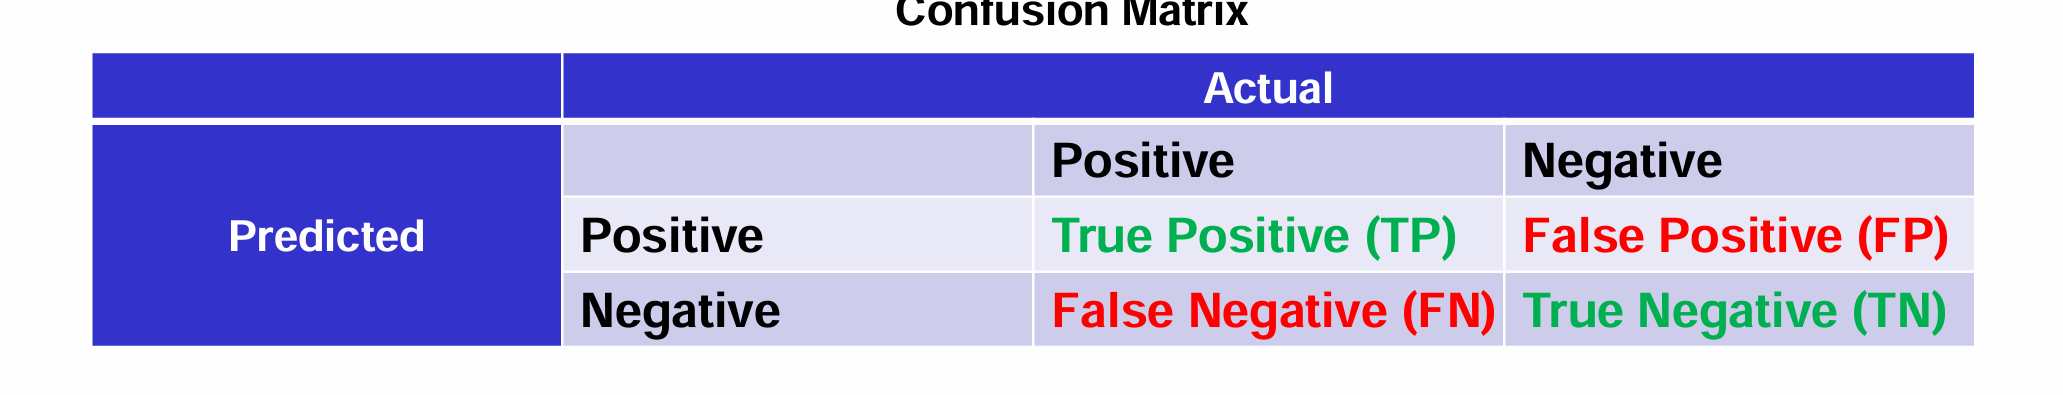 Confusion Matrix
Actual
Positive Negative
Predicted
Positive True Positive (TP) False Positive (FP)
Negative False Negative (FN) True Negative (TN)